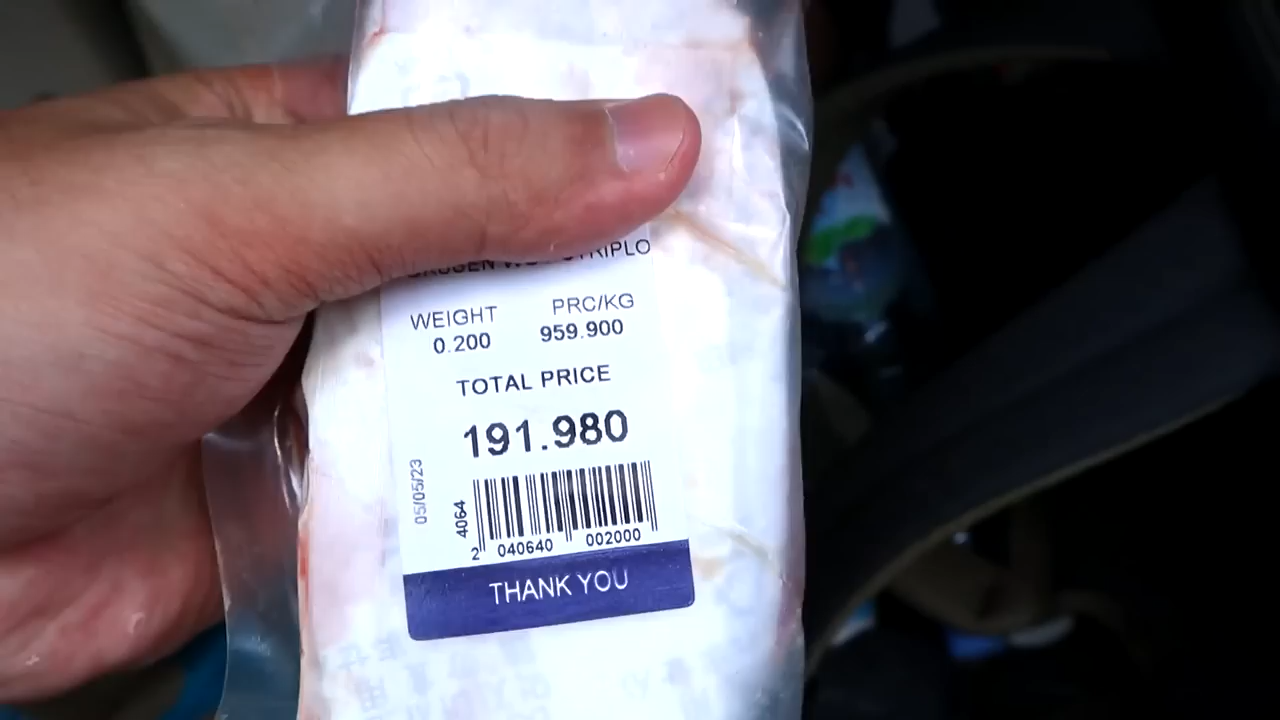 STRIPLO
WEIGHT PRC/KG
0.200 959.900
TOTAL PRICE
191.980
05/05/23
4064
2 040640 002000
THANK YOU